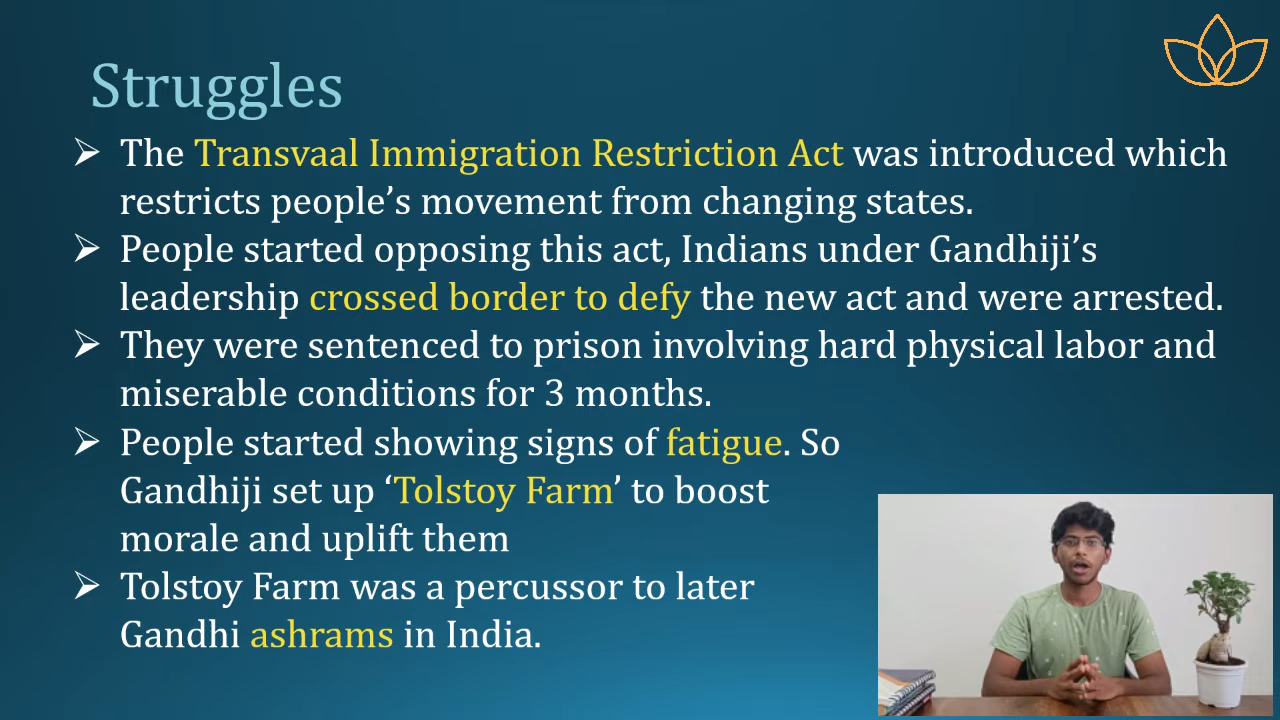 Struggles
➢ The Transvaal Immigration Restriction Act was introduced which
restricts people’s movement from changing states.
➢ People started opposing this act, Indians under Gandhiji’s
leadership crossed border to defy the new act and were arrested.
➢ They were sentenced to prison involving hard physical labor and
miserable conditions for 3 months.
➢ People started showing signs of fatigue. So
Gandhiji set up ‘Tolstoy Farm’ to boost
morale and uplift them
➢ Tolstoy Farm was a percussor to later
Gandhi ashrams in India.